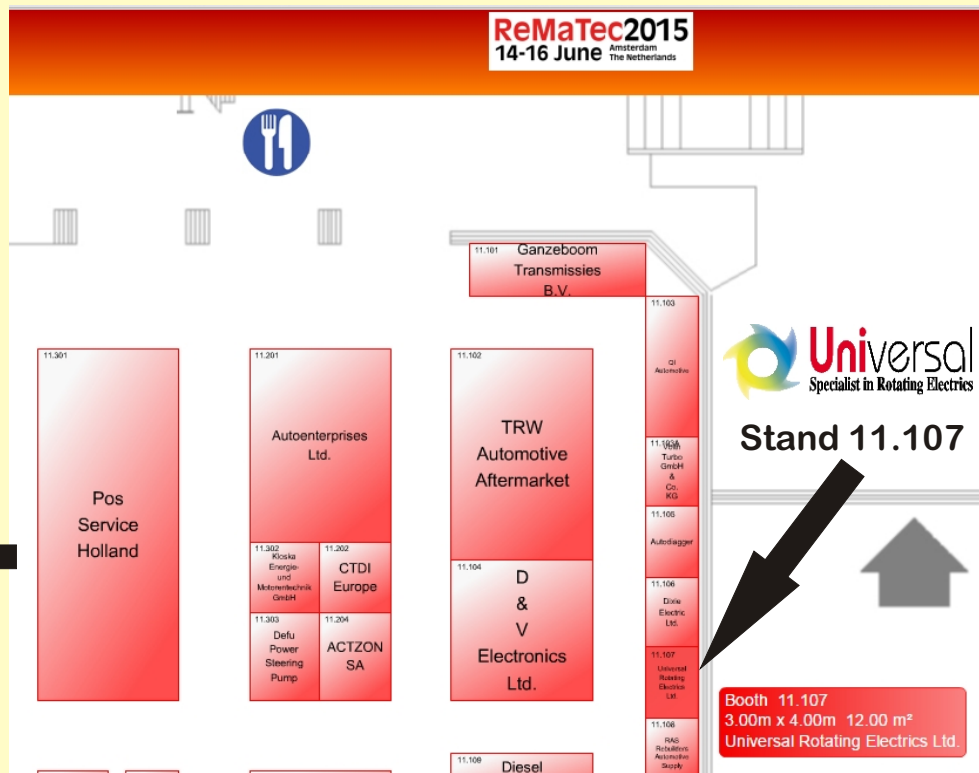 ReMaTec2015
14-16 June Amsterdam
The Netherlands
11.101 Ganzeboom
Transmissies
B.V.
11.103
QI
Automotive
Universal
Specialist in Rotating Electrics
Stand 11.107
11.301
Pos
Service
Holland
11.201
Autoenterprises
Ltd.
11.102
TRW
Automotive
Aftermarket
11.103A
Voith
Turbo
GmbH
&
Co.
KG
11.105
Autodiagger
11.302
Kloska
Energie-
und
Motorentechnik
GmbH
11.202
CTDI
Europe
11.104
D
&
V
Electronics
Ltd.
11.106
Dixie
Electric
Ltd.
11.303
Defu
Power
Steering
Pump
11.204
ACTZON
SA
11.107
Universal
Rotating
Electrics
Ltd.
Booth 11.107
3.00m x 4.00m 12.00 m²
Universal Rotating Electrics Ltd.
11.108
RAS
Rebuilders
Automotive
Supply
11.109
Diesel